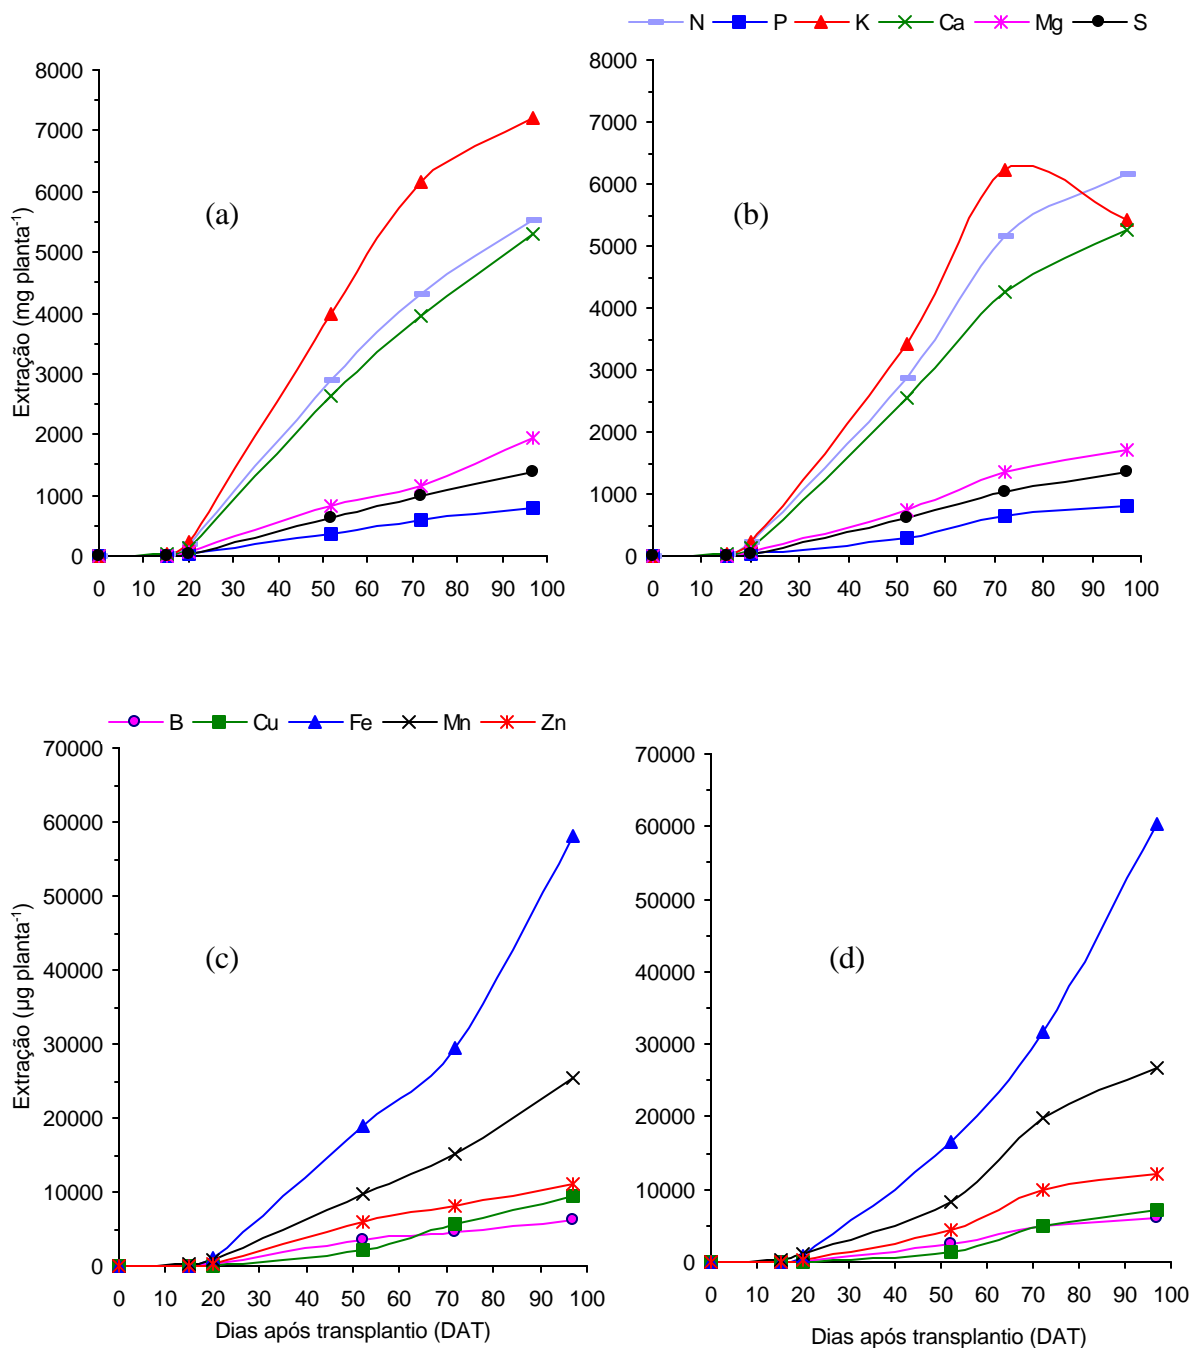 N P K Ca Mg S
8000
7000
6000
5000
4000
3000
2000
1000
0
0 10 20 30 40 50 60 70 80 90 100
Extração (mg planta-1)
(a)
8000
7000
6000
5000
4000
3000
2000
1000
0
0 10 20 30 40 50 60 70 80 90 100
(b)
B Cu Fe Mn Zn
70000
60000
50000
40000
30000
20000
10000
0
0 10 20 30 40 50 60 70 80 90 100
Extração (µg planta-1)
Dias após transplantio (DAT)
(c)
70000
60000
50000
40000
30000
20000
10000
0
0 10 20 30 40 50 60 70 80 90 100
Dias após transplantio (DAT)
(d)